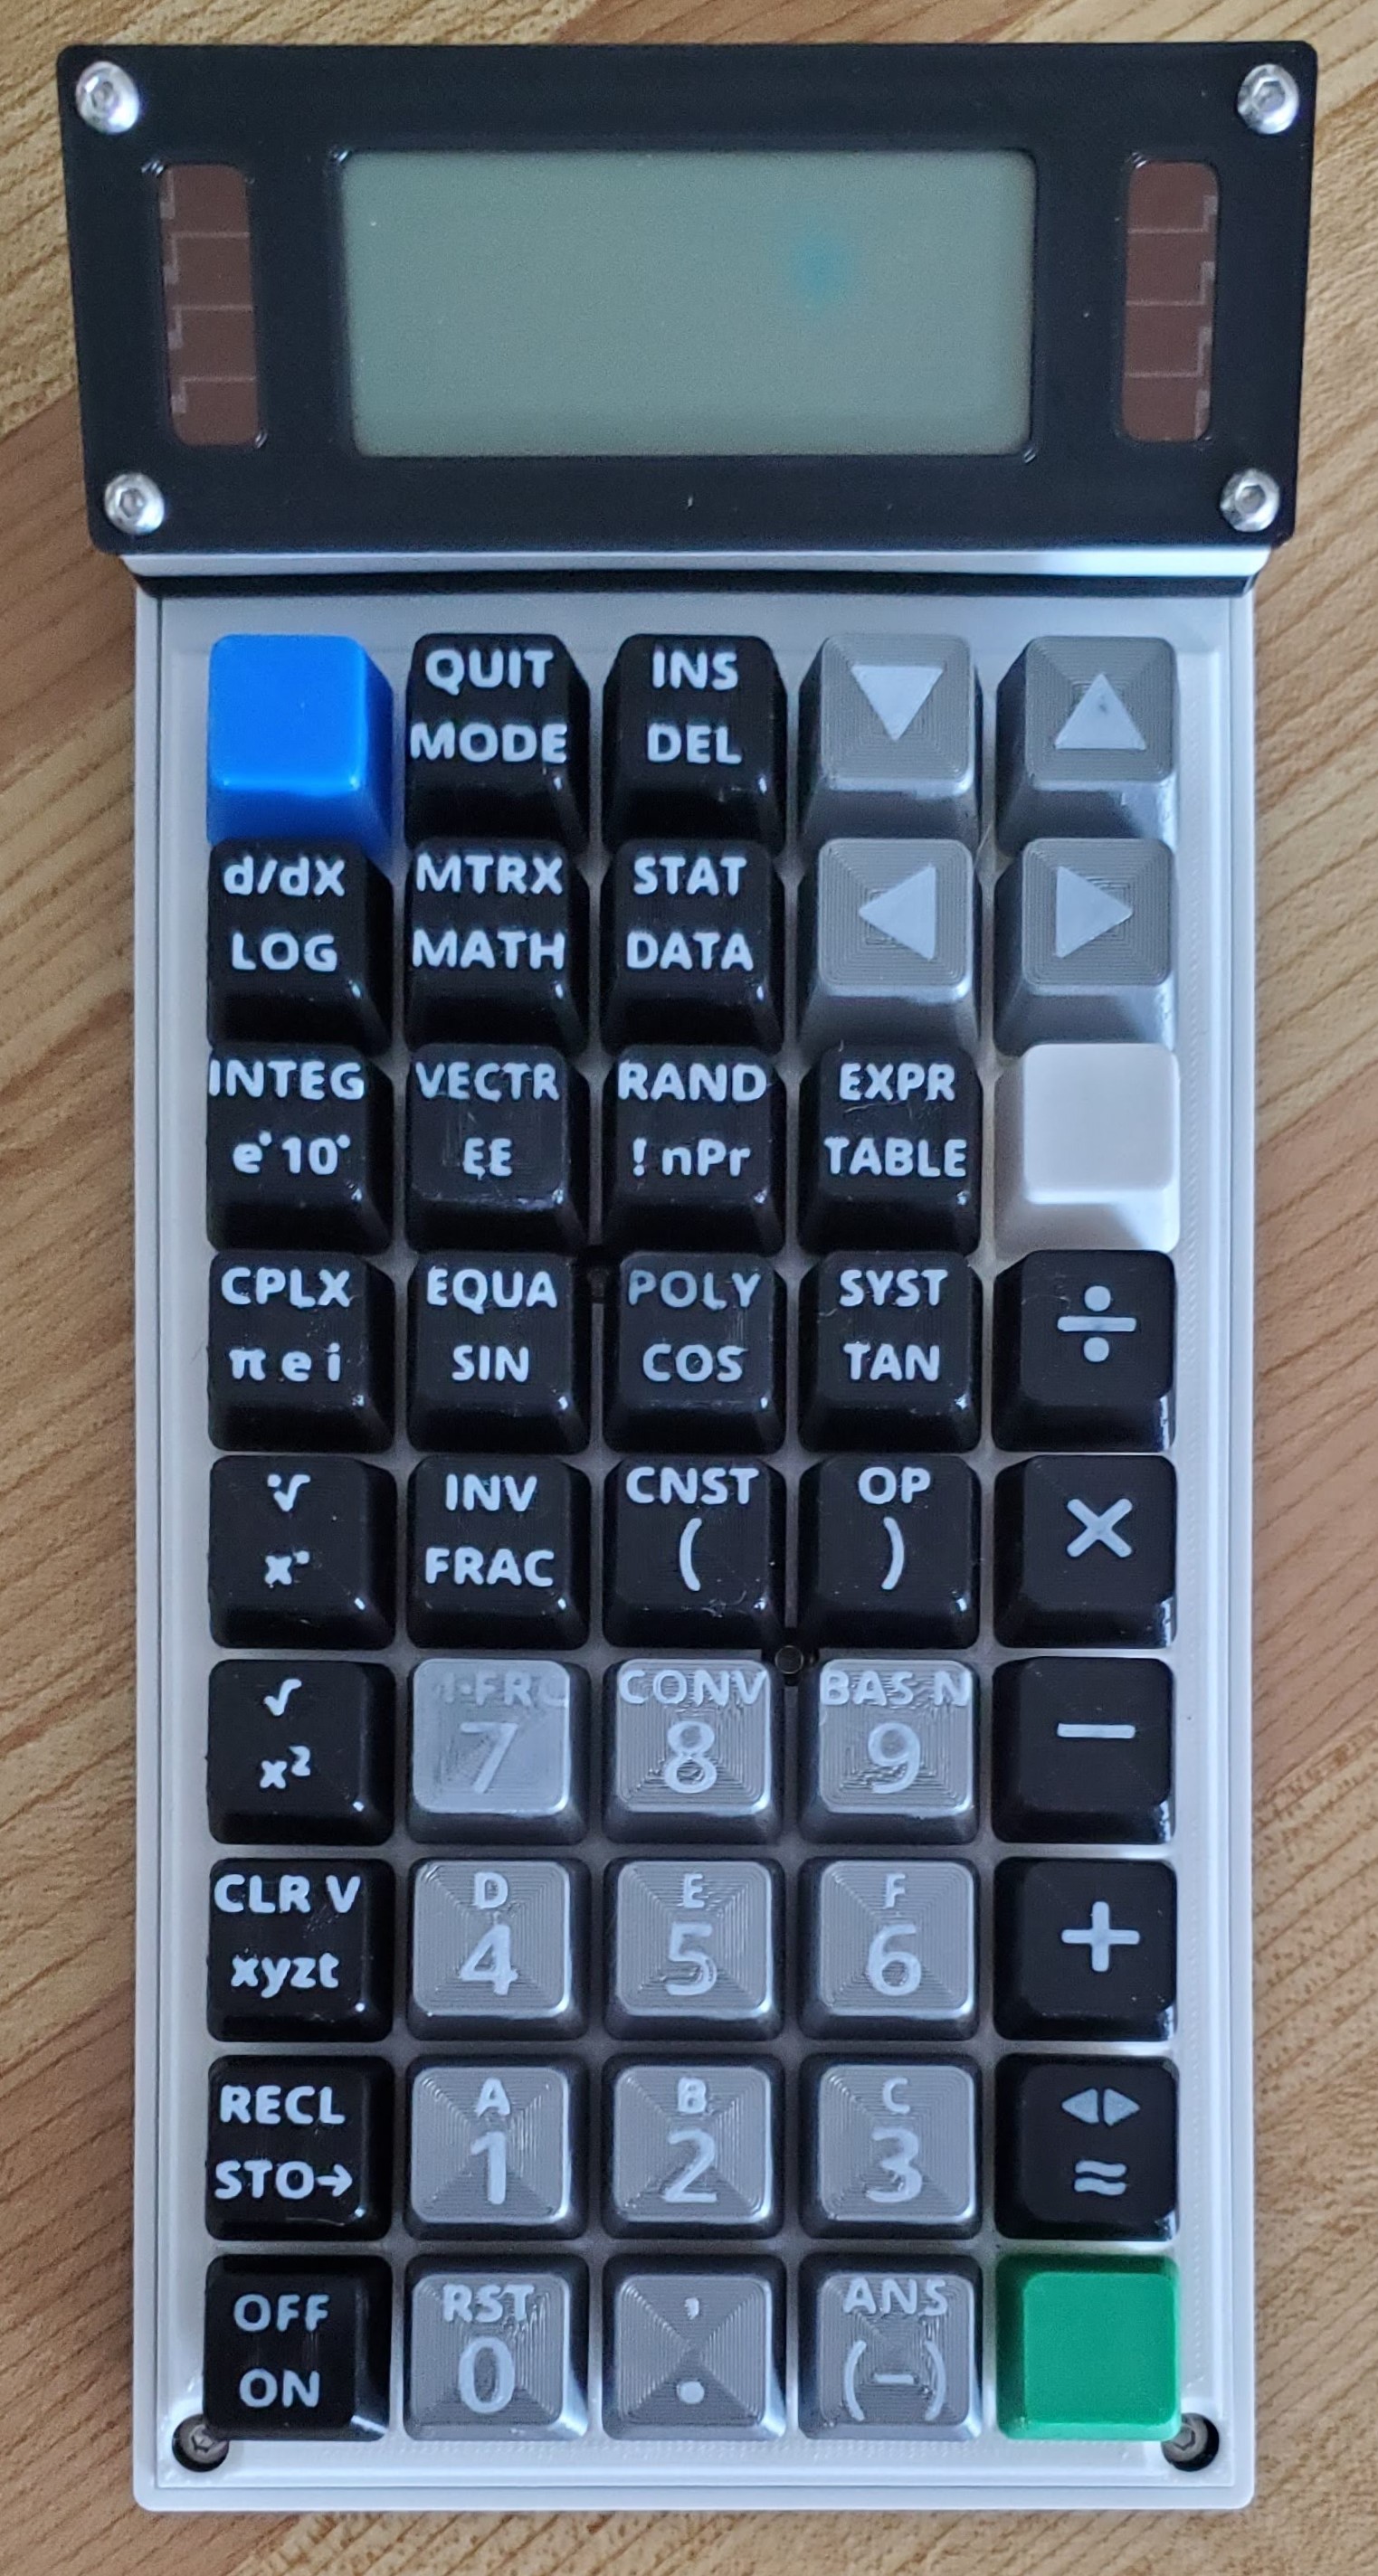 QUIT INS
MODE DEL ▼ ▲
d/dX MTRX STAT
LOG MATH DATA ◀ ▶
INTEG VECTR RAND EXPR
e˙ 10˙ EE ! nPr TABLE
CPLX EQUA POLY SYST
π e i SIN COS TAN ÷
˙√ INV CNST OP
x˙ FRAC ( ) ×
√ CONV BAS N
x² 7 8 9 −
CLR V D E F
xyzt 4 5 6 +
RECL A B C ◀▶
STO→ 1 2 3 ≈
OFF RST , ANS
ON 0 . (−)